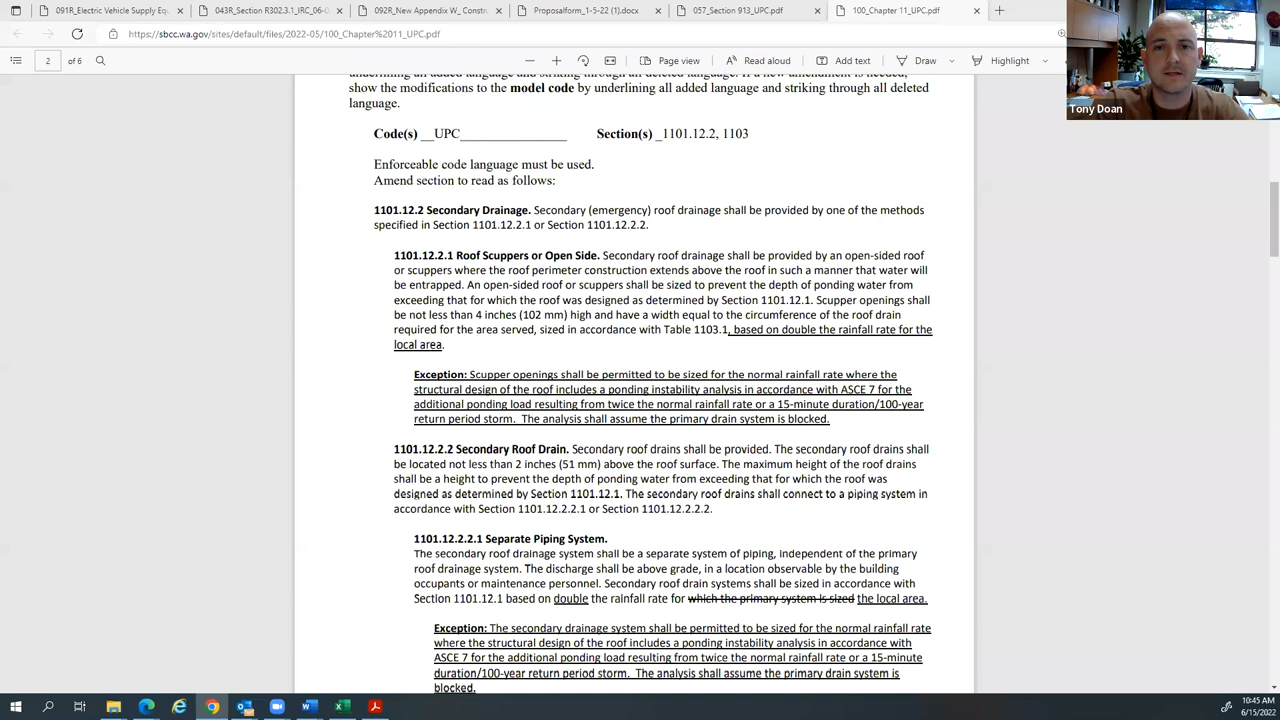 091R_Electric Vehicle Supply Equ
043R_Section R302.3.1_IRC_06-0
092R_New Appendix W_ Constru
Proposalform_1-5-22 (1).docx
057_Section 913_UPC.pdf
100_Chapter 11_UPC.pdf
https://sbcc.wa.gov/sites/default/files/2022-05/100_Chapter%2011_UPC.pdf
2 of 6
Page view
Read aloud
Add text
Draw
Highlight
Tony Doan
underlining all added language and striking through all deleted language. If a new amendment is needed,
show the modifications to the model code by underlining all added language and striking through all deleted
language.
Code(s) __UPC____________ Section(s) _1101.12.2, 1103
Enforceable code language must be used.
Amend section to read as follows:
1101.12.2 Secondary Drainage. Secondary (emergency) roof drainage shall be provided by one of the methods
specified in Section 1101.12.2.1 or Section 1101.12.2.2.
1101.12.2.1 Roof Scuppers or Open Side. Secondary roof drainage shall be provided by an open-sided roof
or scuppers where the roof perimeter construction extends above the roof in such a manner that water will
be entrapped. An open-sided roof or scuppers shall be sized to prevent the depth of ponding water from
exceeding that for which the roof was designed as determined by Section 1101.12.1. Scupper openings shall
be not less than 4 inches (102 mm) high and have a width equal to the circumference of the roof drain
required for the area served, sized in accordance with Table 1103.1, based on double the rainfall rate for the
local area.
Exception: Scupper openings shall be permitted to be sized for the normal rainfall rate where the
structural design of the roof includes a ponding instability analysis in accordance with ASCE 7 for the
additional ponding load resulting from twice the normal rainfall rate or a 15-minute duration/100-year
return period storm. The analysis shall assume the primary drain system is blocked.
1101.12.2.2 Secondary Roof Drain. Secondary roof drains shall be provided. The secondary roof drains shall
be located not less than 2 inches (51 mm) above the roof surface. The maximum height of the roof drains
shall be a height to prevent the depth of ponding water from exceeding that for which the roof was
designed as determined by Section 1101.12.1. The secondary roof drains shall connect to a piping system in
accordance with Section 1101.12.2.2.1 or Section 1101.12.2.2.2.
1101.12.2.2.1 Separate Piping System.
The secondary roof drainage system shall be a separate system of piping, independent of the primary
roof drainage system. The discharge shall be above grade, in a location observable by the building
occupants or maintenance personnel. Secondary roof drain systems shall be sized in accordance with
Section 1101.12.1 based on double the rainfall rate for which the primary system is sized the local area.
Exception: The secondary drainage system shall be permitted to be sized for the normal rainfall rate
where the structural design of the roof includes a ponding instability analysis in accordance with
ASCE 7 for the additional ponding load resulting from twice the normal rainfall rate or a 15-minute
duration/100-year return period storm. The analysis shall assume the primary drain system is
blocked.
10:45 AM
6/15/2022